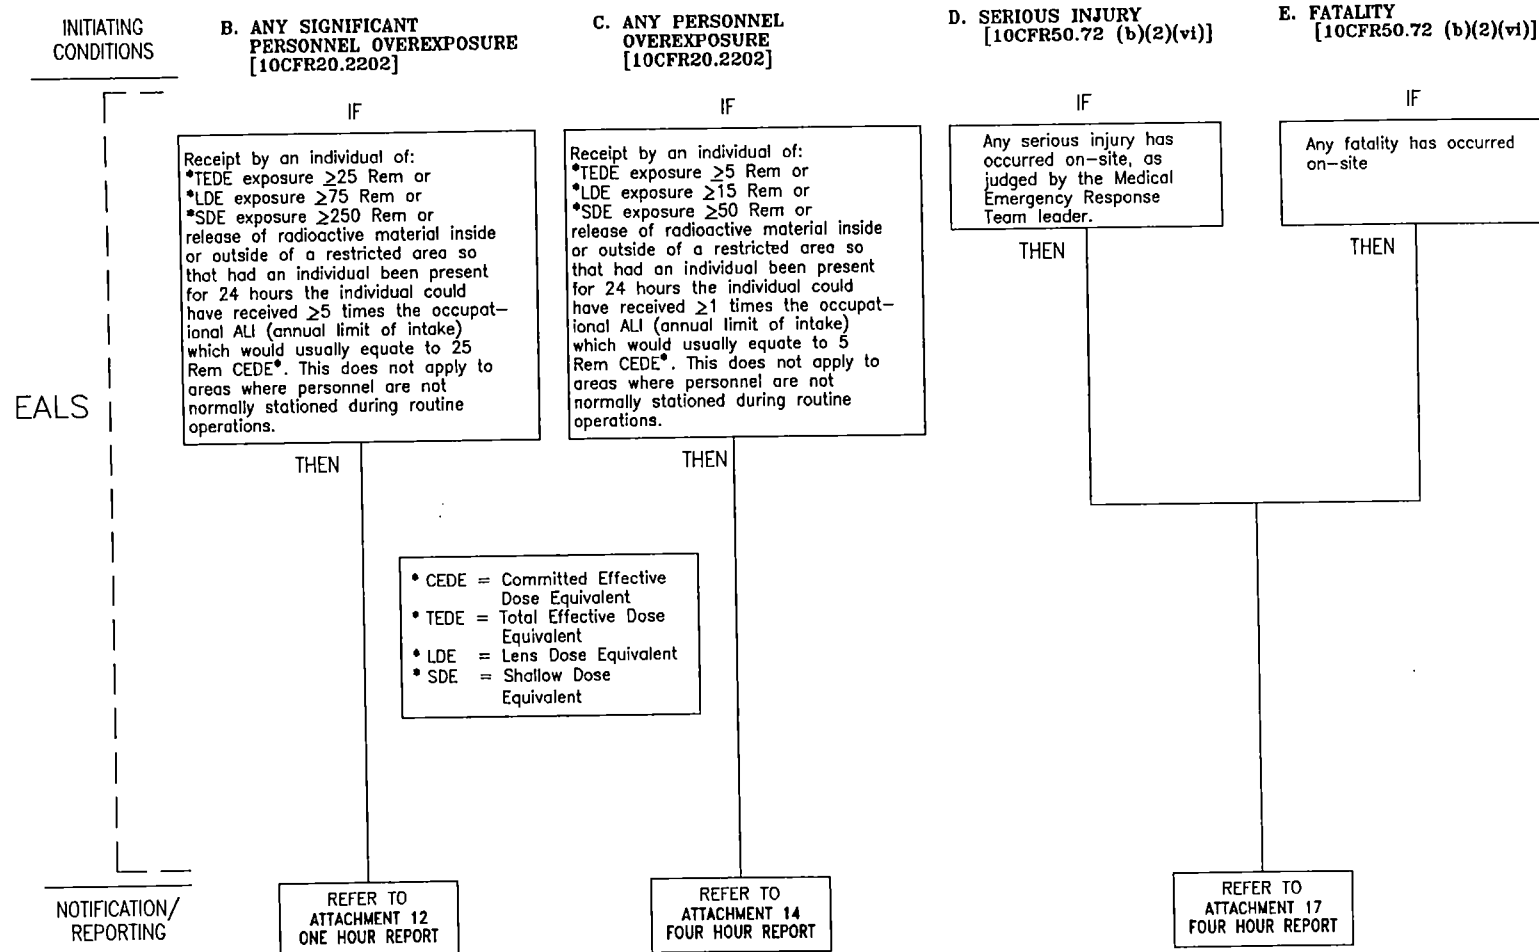 INITIATING
CONDITIONS
B. ANY SIGNIFICANT
PERSONNEL OVEREXPOSURE
[10CFR20.2202]
C. ANY PERSONNEL
OVEREXPOSURE
[10CFR20.2202]
D. SERIOUS INJURY
[10CFR50.72 (b)(2)(vi)]
E. FATALITY
[10CFR50.72 (b)(2)(vi)]
EALS
IF
Receipt by an individual of:
*TEDE exposure ≥25 Rem or
*LDE exposure ≥75 Rem or
*SDE exposure ≥250 Rem or
release of radioactive material inside
or outside of a restricted area so
that had an individual been present
for 24 hours the individual could
have received ≥5 times the occupat-
ional ALI (annual limit of intake)
which would usually equate to 25
Rem CEDE*. This does not apply to
areas where personnel are not
normally stationed during routine
operations.
THEN
IF
Receipt by an individual of:
*TEDE exposure ≥5 Rem or
*LDE exposure ≥15 Rem or
*SDE exposure ≥50 Rem or
release of radioactive material inside
or outside of a restricted area so
that had an individual been present
for 24 hours the individual could
have received ≥1 times the occupat-
ional ALI (annual limit of intake)
which would usually equate to 5
Rem CEDE*. This does not apply to
areas where personnel are not
normally stationed during routine
operations.
THEN
IF
Any serious injury has
occurred on-site, as
judged by the Medical
Emergency Response
Team leader.
THEN
IF
Any fatality has occurred
on-site
THEN
* CEDE = Committed Effective
Dose Equivalent
* TEDE = Total Effective Dose
Equivalent
* LDE = Lens Dose Equivalent
* SDE = Shallow Dose
Equivalent
NOTIFICATION/
REPORTING
REFER TO
ATTACHMENT 12
ONE HOUR REPORT
REFER TO
ATTACHMENT 14
FOUR HOUR REPORT
REFER TO
ATTACHMENT 17
FOUR HOUR REPORT